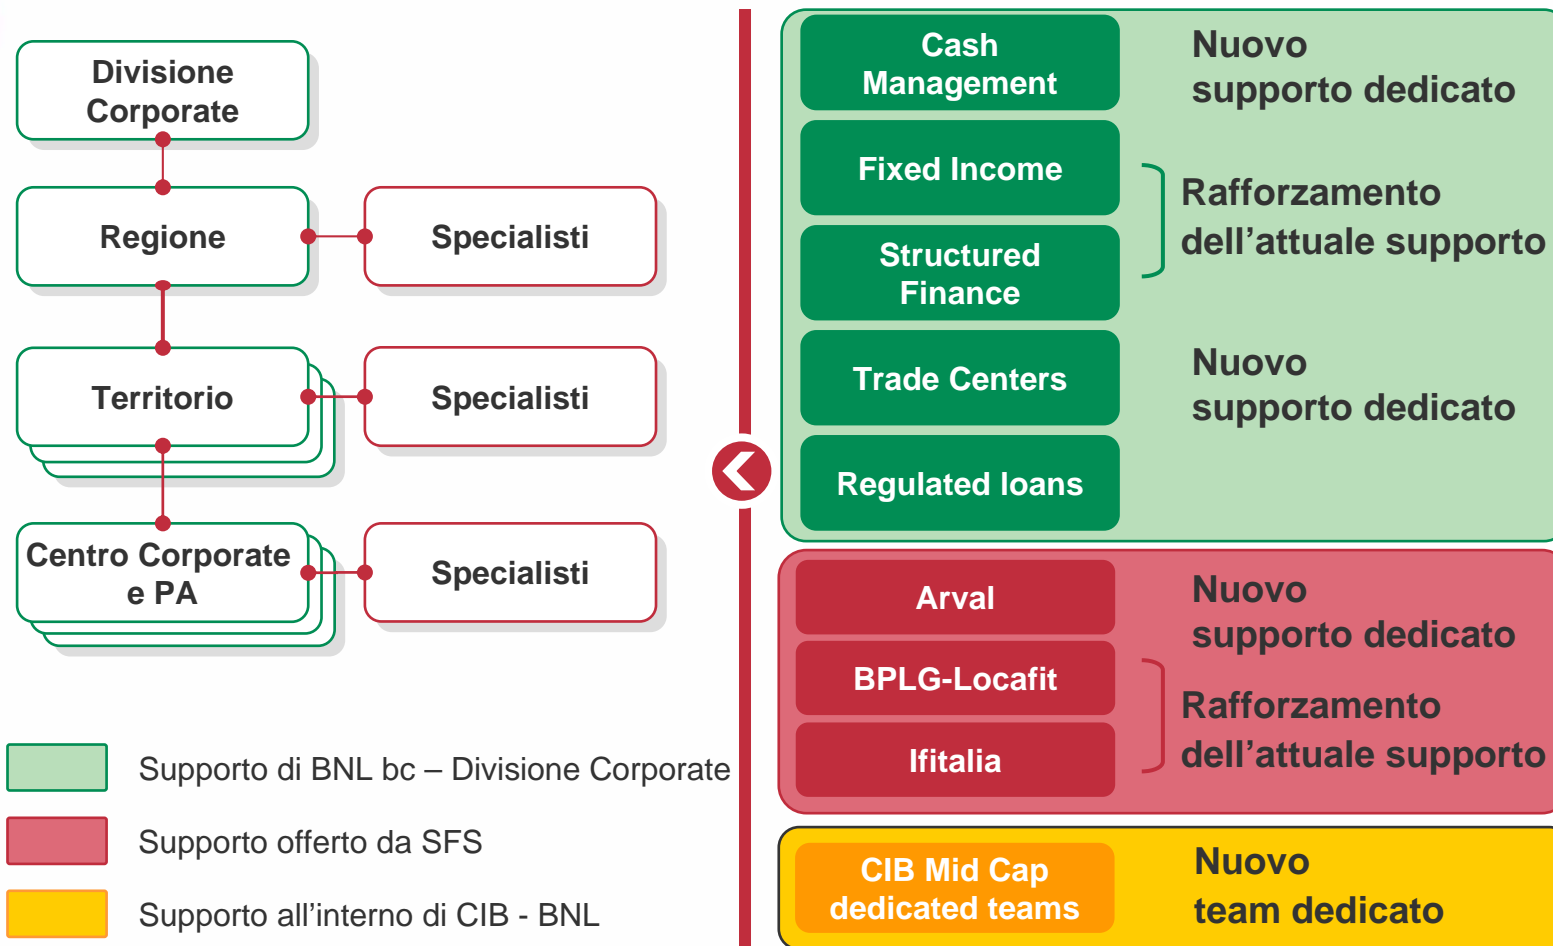 Divisione
Corporate
Regione
Specialisti
Territorio
Specialisti
Centro Corporate
e PA
Specialisti
Supporto di BNL bc – Divisione Corporate
Supporto offerto da SFS
Supporto all’interno di CIB - BNL
Cash
Management
Nuovo
supporto dedicato
Fixed Income
Structured
Finance
Rafforzamento
dell’attuale supporto
Trade Centers
Nuovo
supporto dedicato
Regulated loans
Arval
Nuovo
supporto dedicato
BPLG-Locafit
Ifitalia
Rafforzamento
dell’attuale supporto
CIB Mid Cap
dedicated teams
Nuovo
team dedicato